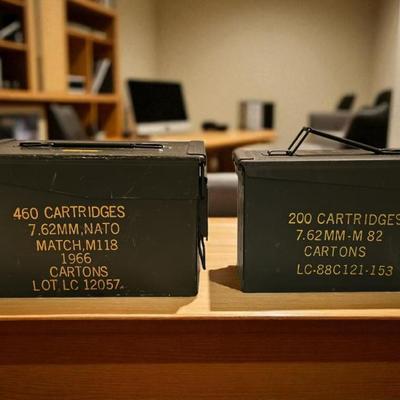 460 CARTRIDGES
7.62MM,NATO
MATCH,M118
1966
CARTONS
LOT, LC 12057
200 CARTRIDGES
7.62MM-M 82
CARTONS
LC-88C121-153